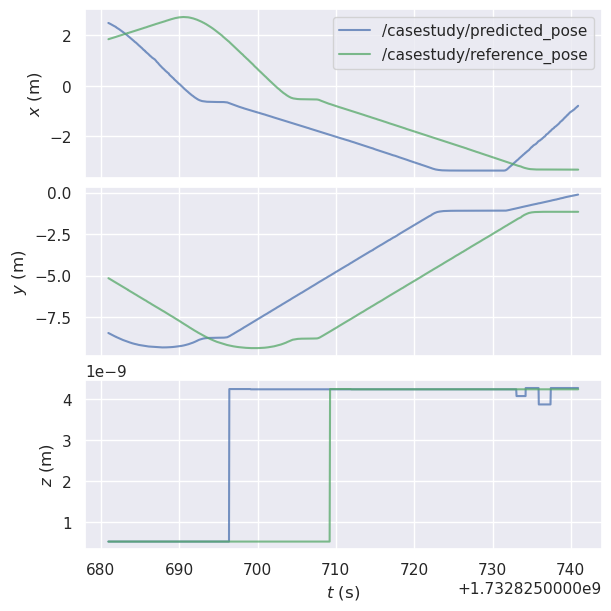 /casestudy/predicted_pose
/casestudy/reference_pose
2
0
−2
x (m)
0.0
−2.5
−5.0
−7.5
y (m)
1e−9
4
3
2
1
z (m)
680 690 700 710 720 730 740
t (s)
+1.7328250000e9